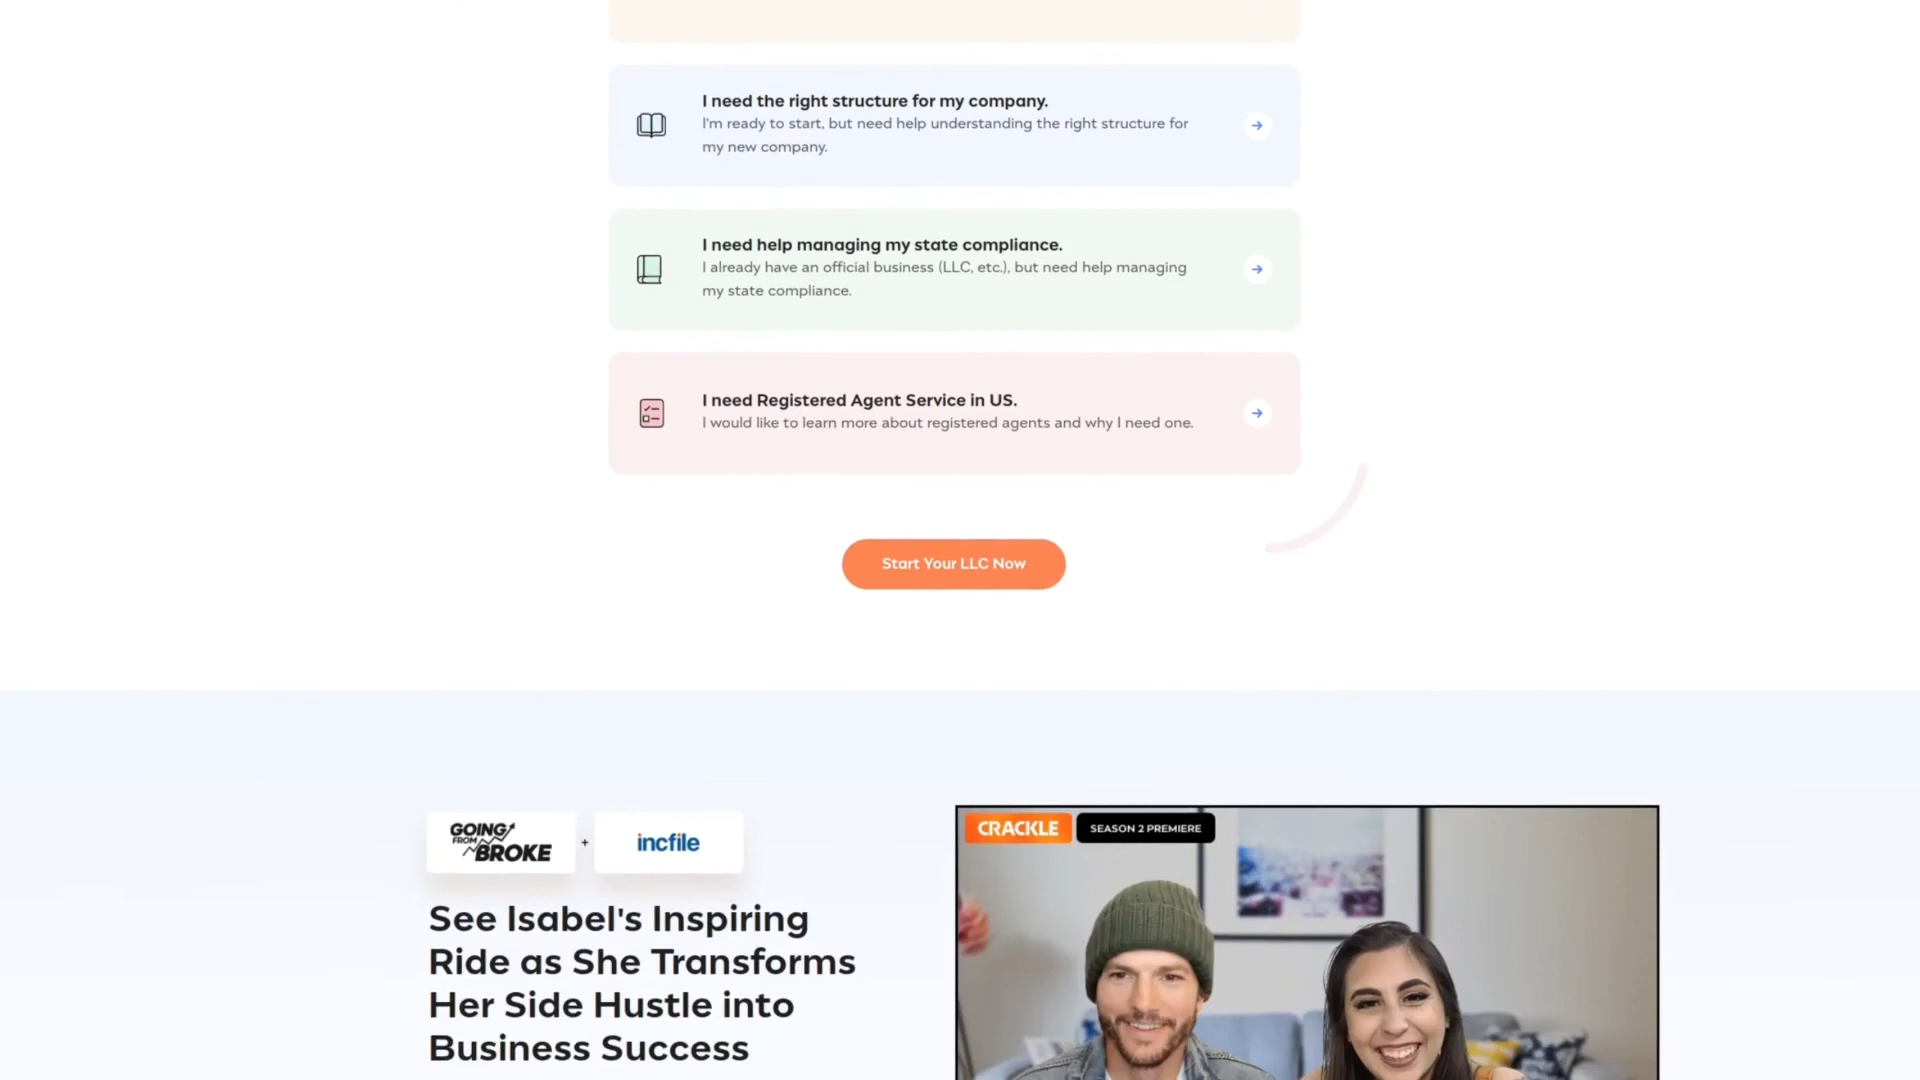 I need the right structure for my company.
I'm ready to start, but need help understanding the right structure for
my new company.
I need help managing my state compliance.
I already have an official business (LLC, etc.), but need help managing
my state compliance.
I need Registered Agent Service in US.
I would like to learn more about registered agents and why I need one.
Start Your LLC Now
GOING
FROM
BROKE
+
incfile
See Isabel's Inspiring
Ride as She Transforms
Her Side Hustle into
Business Success
CRACKLE
SEASON 2 PREMIERE